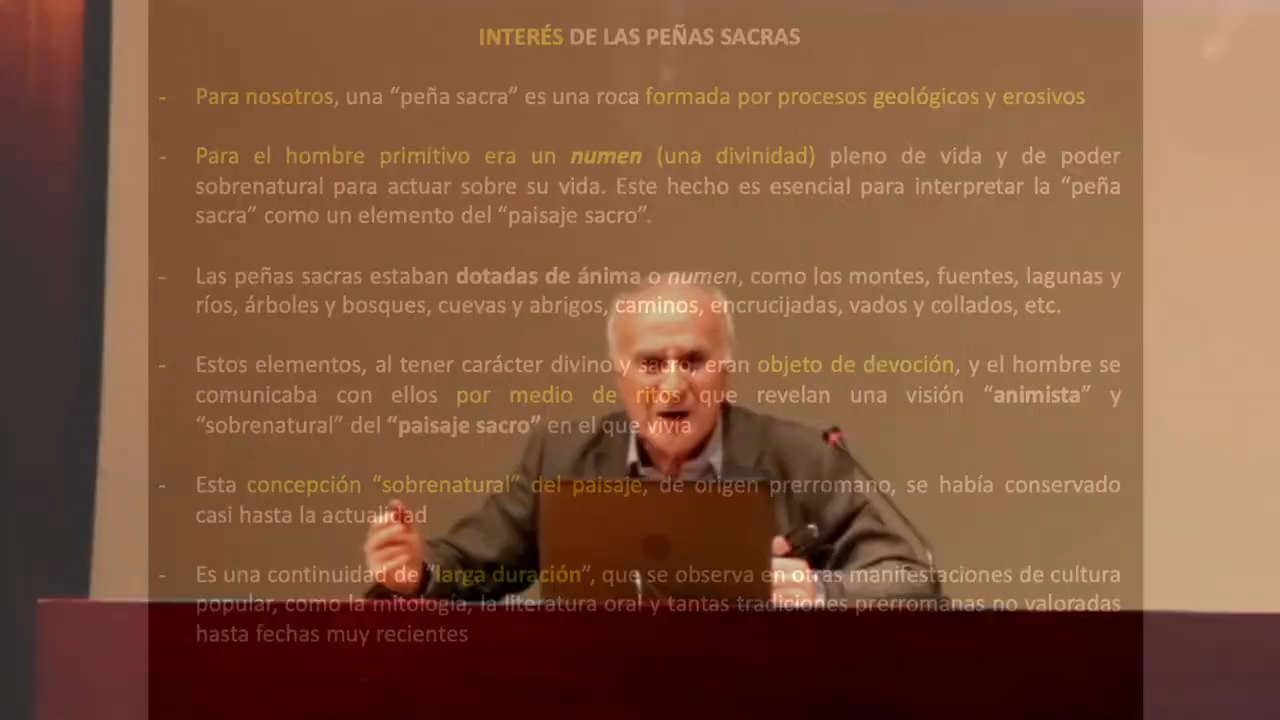 INTERÉS DE LAS PEÑAS SACRAS
- Para nosotros, una “peña sacra” es una roca formada por procesos geológicos y erosivos
- Para el hombre primitivo era un numen (una divinidad) pleno de vida y de poder
sobrenatural para actuar sobre su vida. Este hecho es esencial para interpretar la “peña
sacra” como un elemento del “paisaje sacro”.
- Las peñas sacras estaban dotadas de ánima o numen, como los montes, fuentes, lagunas y
ríos, árboles y bosques, cuevas y abrigos, caminos, encrucijadas, vados y collados, etc.
- Estos elementos, al tener carácter divino y sacro, eran objeto de devoción, y el hombre se
comunicaba con ellos por medio de ritos que revelan una visión “animista” y
“sobrenatural” del “paisaje sacro” en el que vivía
- Esta concepción “sobrenatural” del paisaje, de origen prerromano, se había conservado
casi hasta la actualidad
- Es una continuidad de “larga duración”, que se observa en otras manifestaciones de cultura
popular, como la mitología, la literatura oral y tantas tradiciones prerromanas no valoradas
hasta fechas muy recientes